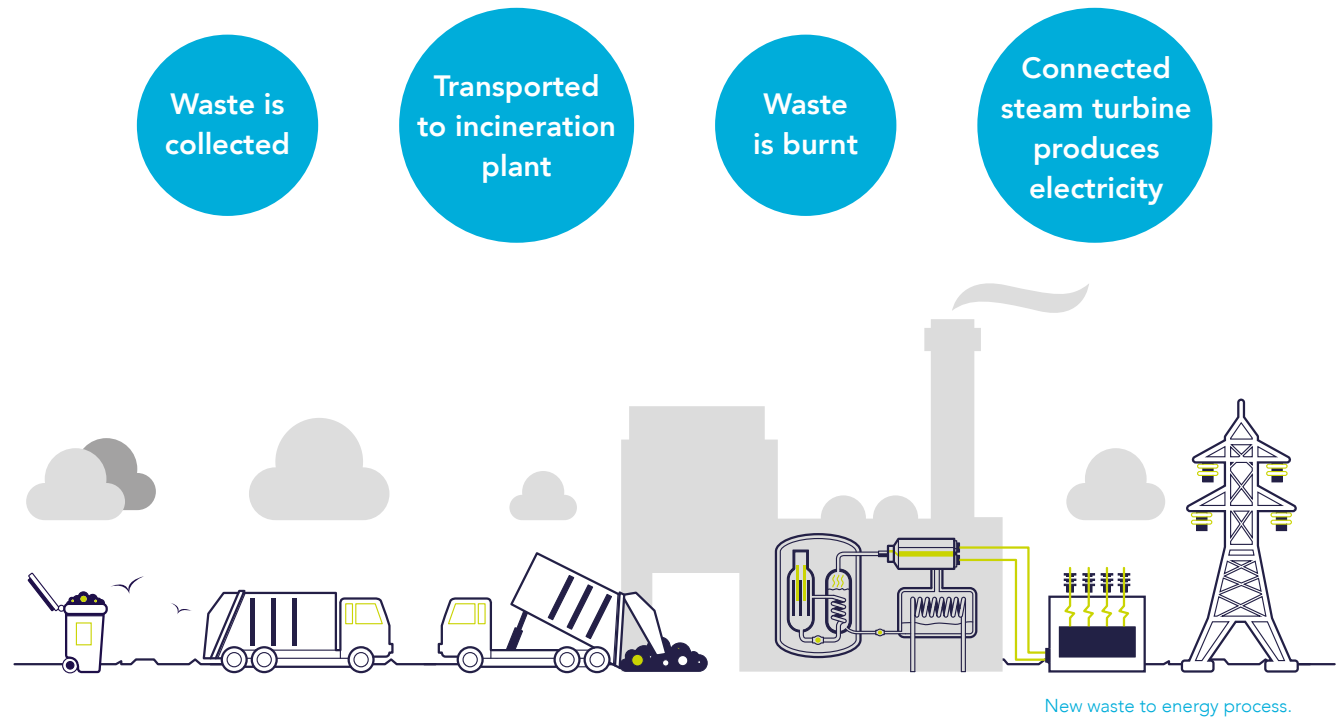 Waste is
collected
Transported
to incineration
plant
Waste
is burnt
Connected
steam turbine
produces
electricity
New waste to energy process.